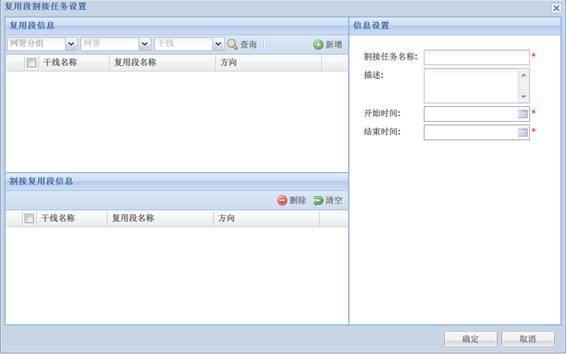 复用段割接任务设置
复用段信息
网管分组 网管 干线 查询 新增
干线名称 复用段名称 方向
割接复用段信息
删除 清空
干线名称 复用段名称 方向
信息设置
割接任务名称: *
描述:
开始时间: *
结束时间: *
确定 取消